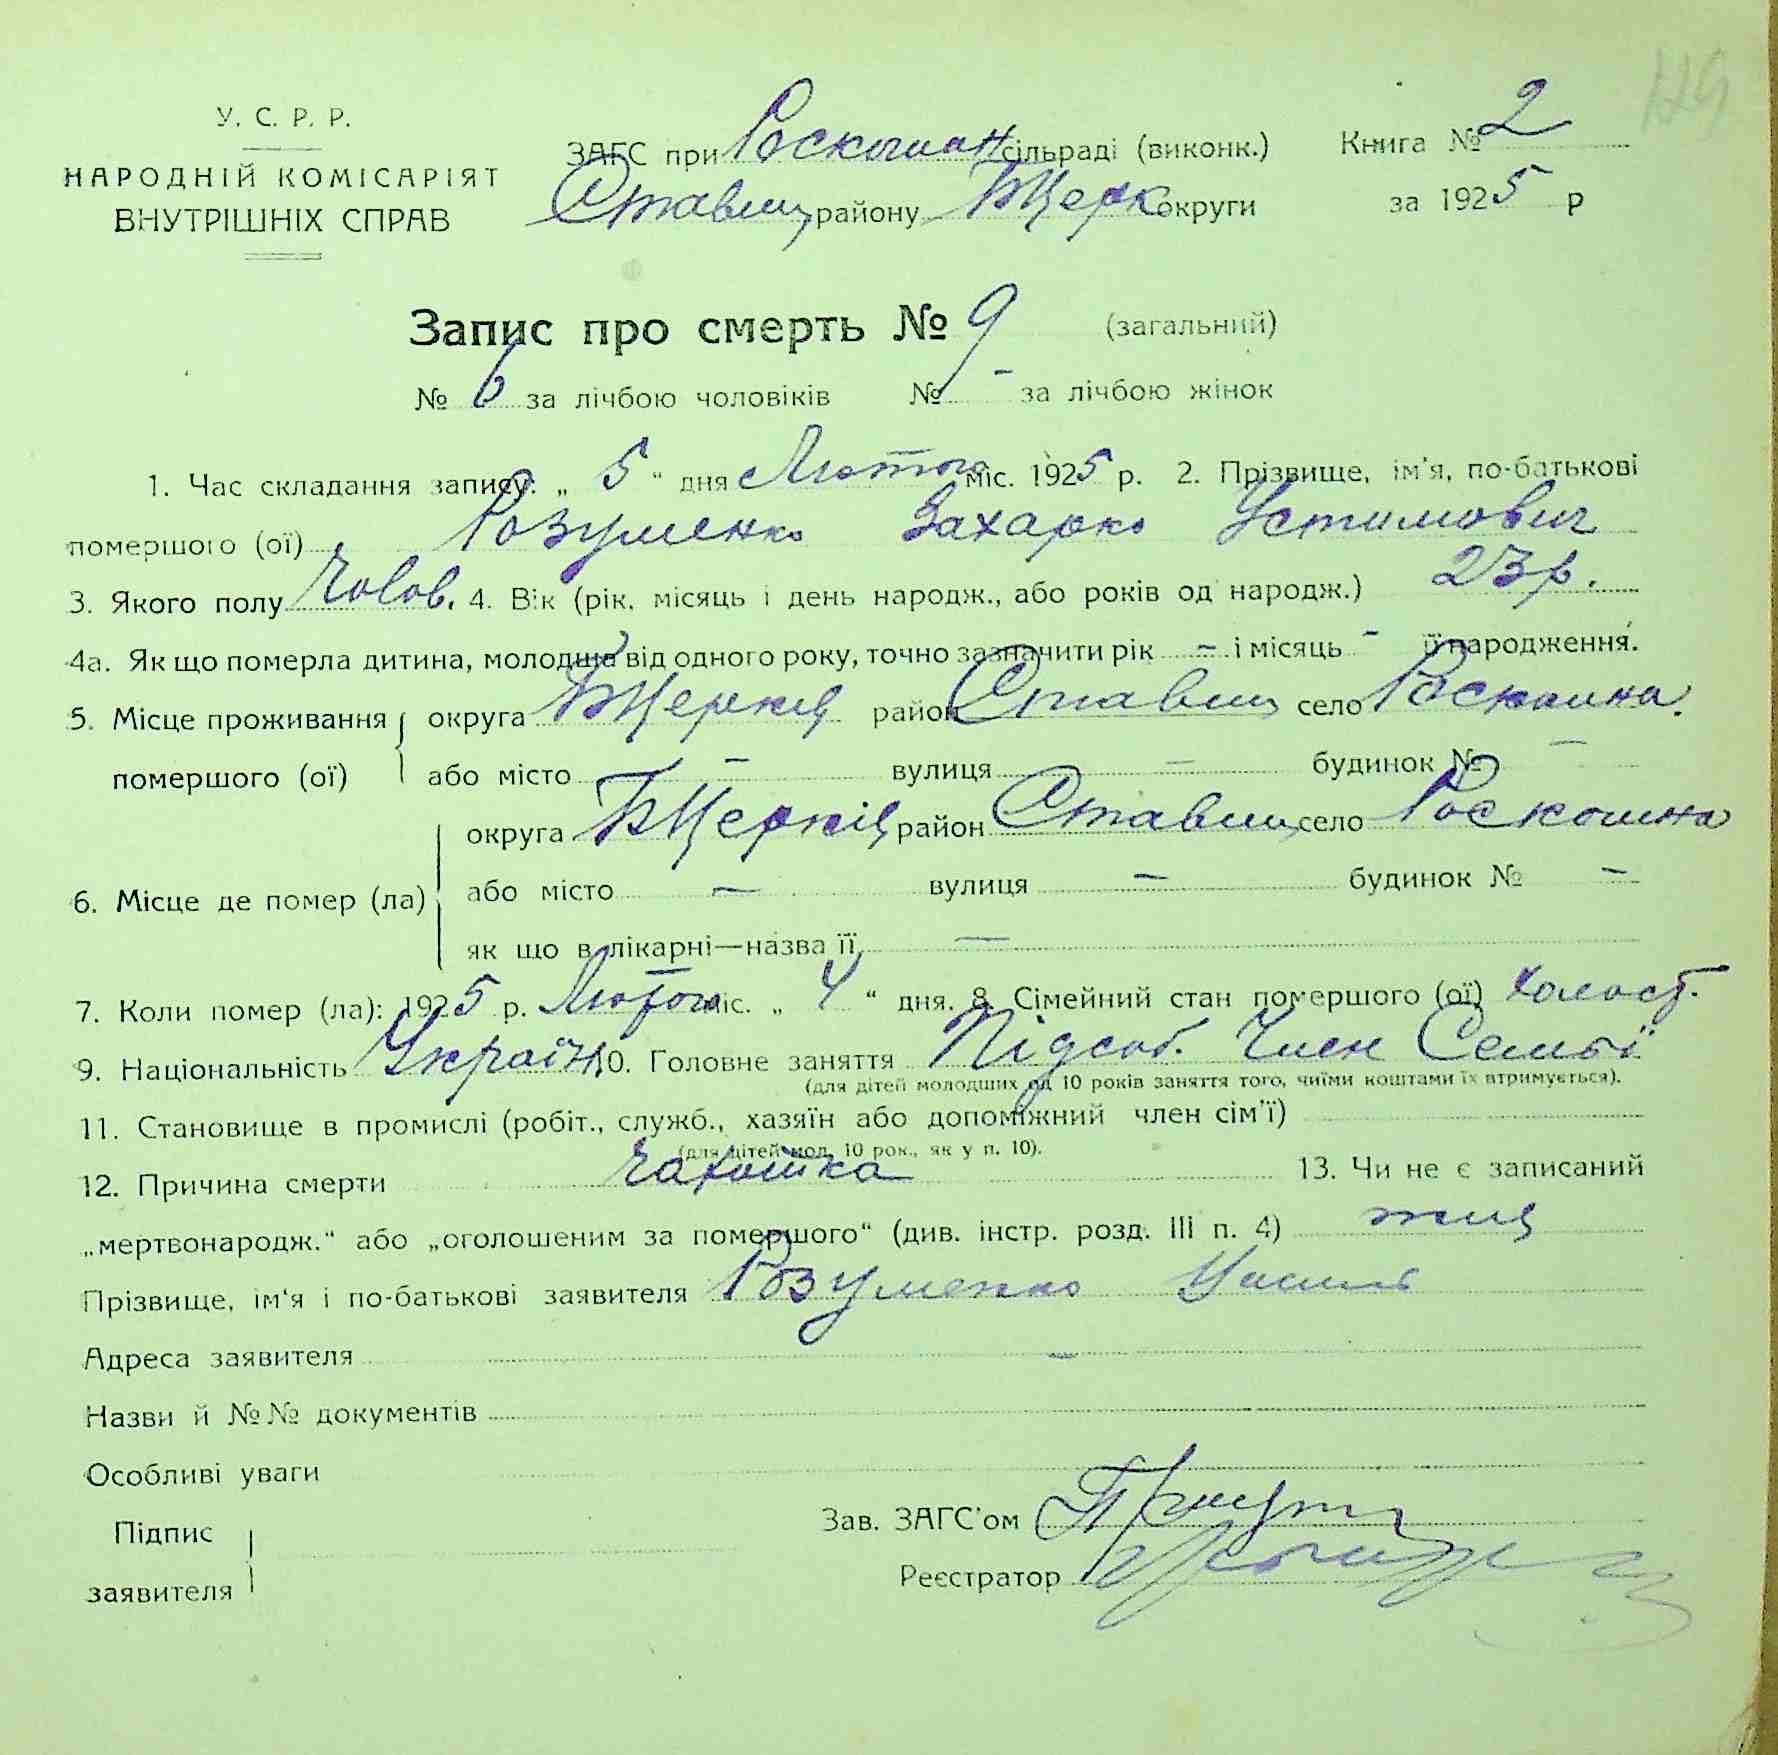 У. С. Р. Р.
НАРОДНІЙ КОМІСАРІЯТ
ВНУТРІШНІХ СПРАВ
ЗАГС при Роскошан сільраді (виконк.) Книга № 2
Ставищ району БЦерк округи за 1925 р
Запис про смерть № 9 (загальний)
№ 6 за лічбою чоловіків № - за лічбою жінок
1. Час складання запису: „ 5 “ дня Лютого міс. 1925 р. 2. Прізвище, ім'я, по-батькові
помершого (ої) Розуменко Захарко Устимович
3. Якого полу Чолов. 4. Вік (рік, місяць і день народж., або років од народж.) 23 р.
4а. Як що померла дитина, молодша від одного року, точно зазначити рік - і місяць - її народження.
5. Місце проживання помершого (ої) округа БЦерків район Ставищ село Роскошна
або місто - вулиця - будинок № -
6. Місце де помер (ла) округа БЦерків район Ставищ село Роскошна
або місто - вулиця - будинок № -
як що в лікарні—назва її -
7. Коли помер (ла): 1925 р. Лютого міс. „ 4 “ дня. 8. Сімейний стан помершого (ої) холост.
9. Національність Україн 10. Головне заняття Підсоб. Член Семьї
(для дітей молодших од 10 років заняття того, чиїми коштами їх втримується).
11. Становище в промислі (робіт., служб., хазяїн або допоміжний член сім'ї)
(для дітей мол. 10 рок., як у п. 10).
12. Причина смерти чахотка 13. Чи не є записаний
„мертвонародж.“ або „оголошеним за помершого“ (див. інстр. розд. III п. 4)
Прізвище, ім'я і по-батькові заявителя Розуменко
Адреса заявителя -
Назви й №№ документів
Особливі уваги
Підпис заявителя
Зав. ЗАГС'ом
Реєстратор